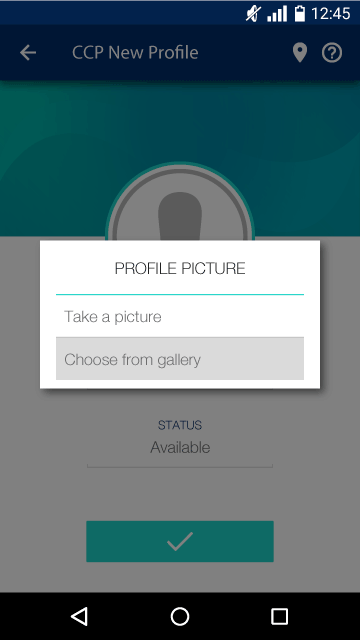 12:45
CCP New Profile
PROFILE PICTURE
Take a picture
Choose from gallery
STATUS
Available